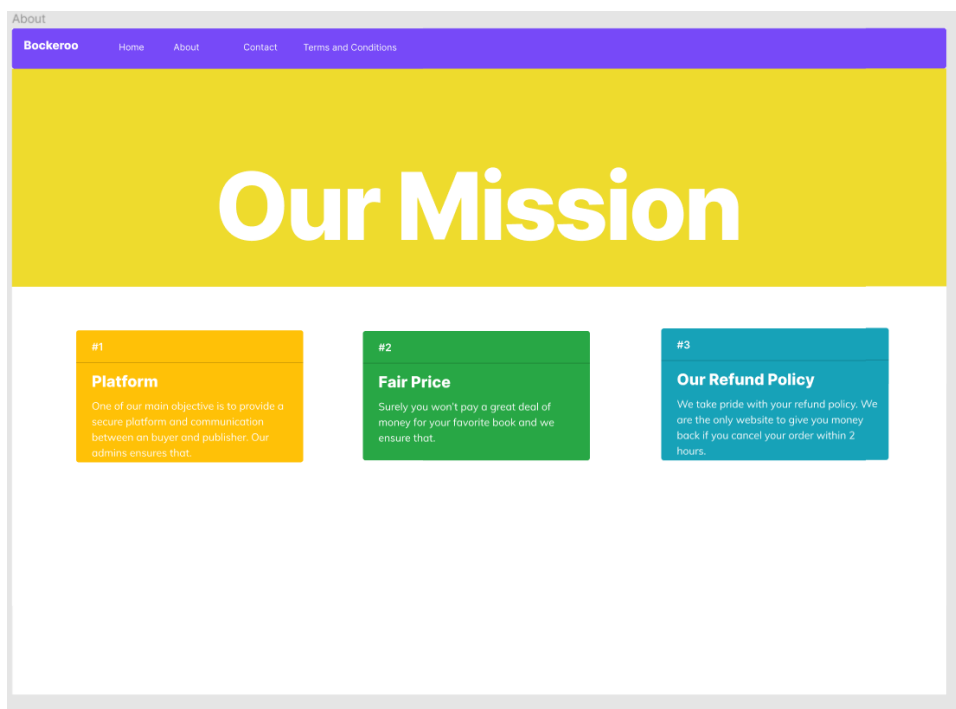 About
Bockeroo Home About Contact Terms and Conditions
Our Mission
#1
Platform
One of our main objective is to provide a
secure platform and communication
between an buyer and publisher. Our
admins ensures that.
#2
Fair Price
Surely you won't pay a great deal of
money for your favorite book and we
ensure that.
#3
Our Refund Policy
We take pride with your refund policy. We
are the only website to give you money
back if you cancel your order within 2
hours.